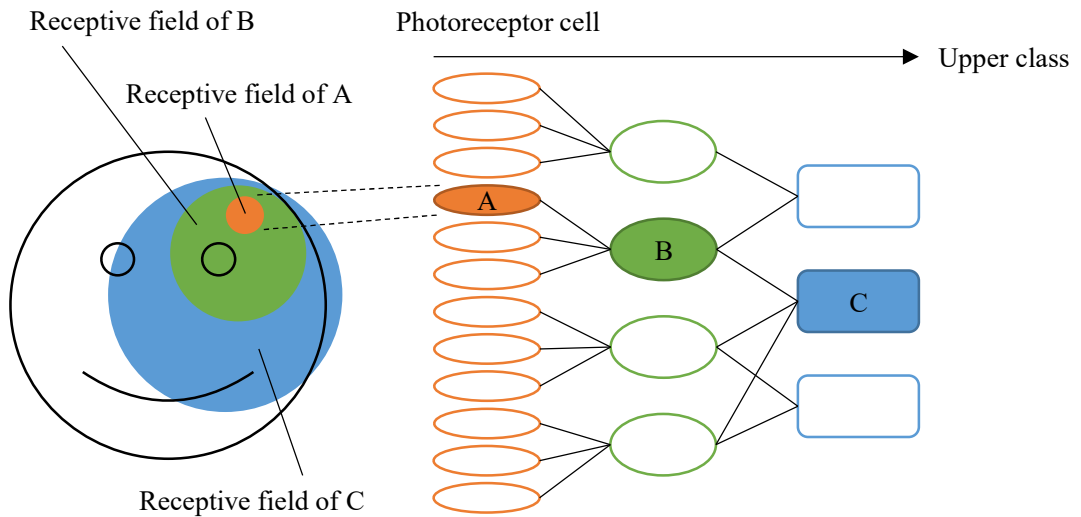 Receptive field of B
Photoreceptor cell
Upper class
Receptive field of A
A
B
C
Receptive field of C